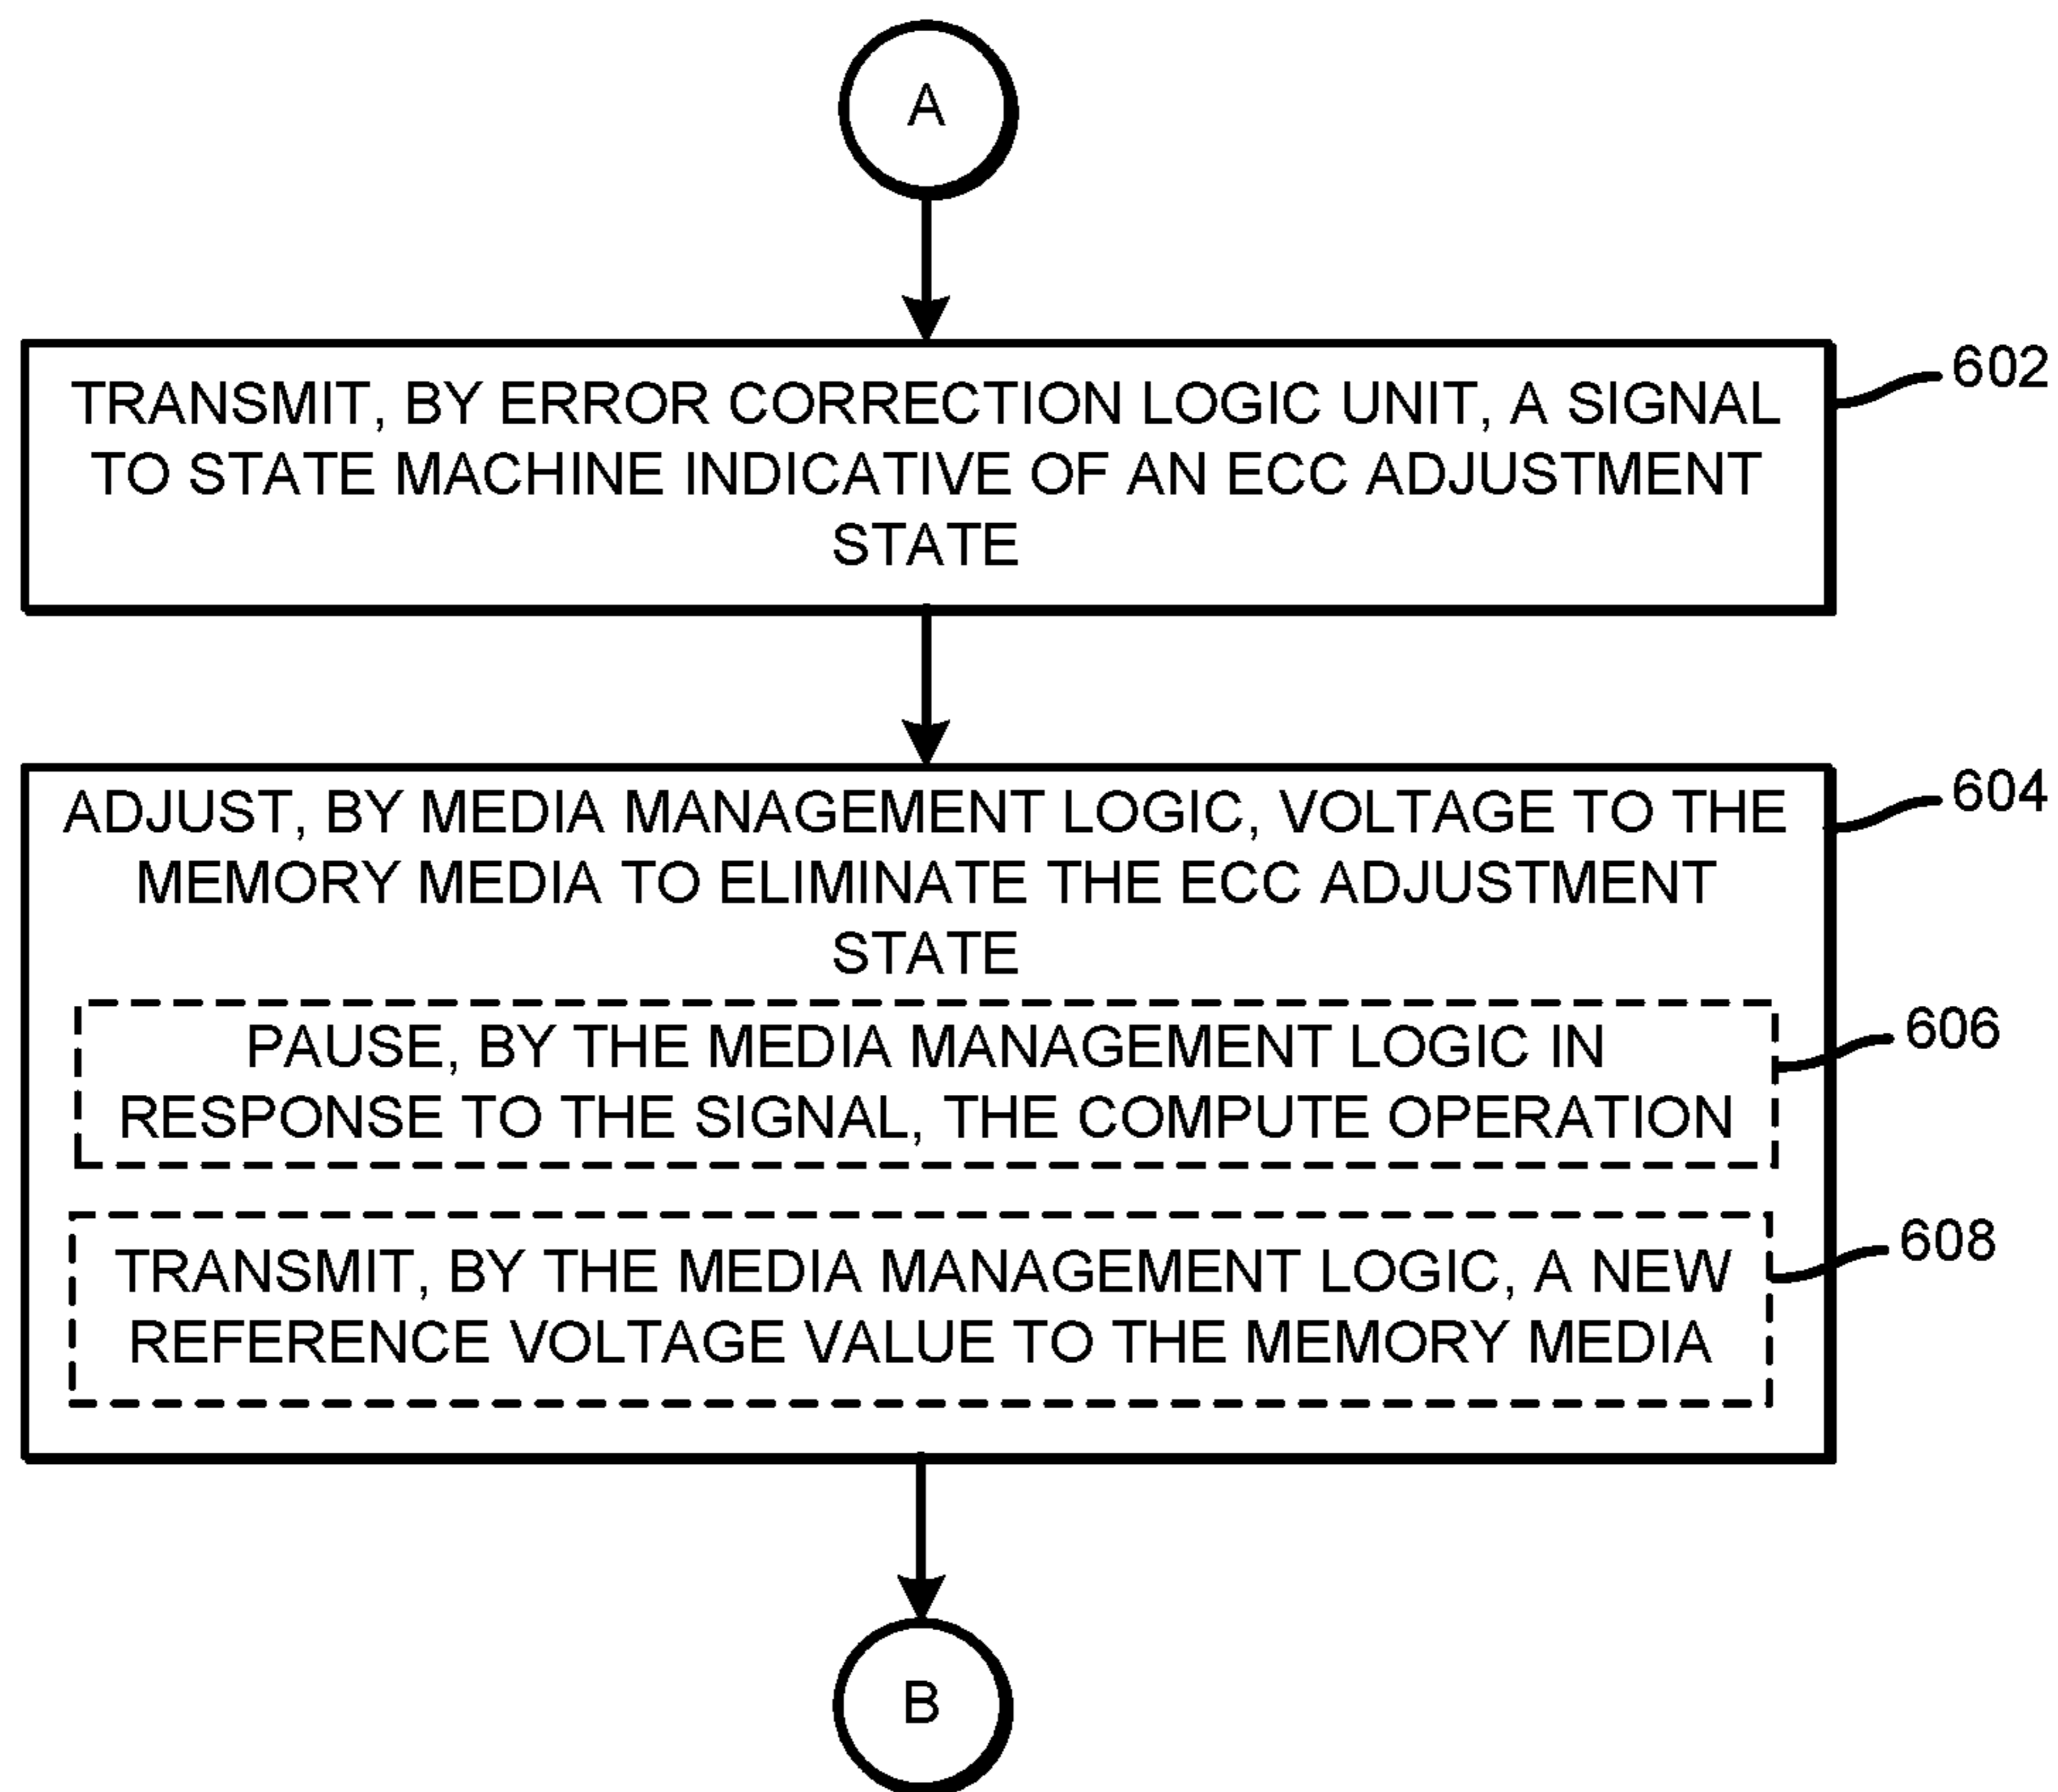 A
TRANSMIT, BY ERROR CORRECTION LOGIC UNIT, A SIGNAL
TO STATE MACHINE INDICATIVE OF AN ECC ADJUSTMENT
STATE
602
ADJUST, BY MEDIA MANAGEMENT LOGIC, VOLTAGE TO THE
MEMORY MEDIA TO ELIMINATE THE ECC ADJUSTMENT
STATE
604
PAUSE, BY THE MEDIA MANAGEMENT LOGIC IN
RESPONSE TO THE SIGNAL, THE COMPUTE OPERATION
606
TRANSMIT, BY THE MEDIA MANAGEMENT LOGIC, A NEW
REFERENCE VOLTAGE VALUE TO THE MEMORY MEDIA
608
B